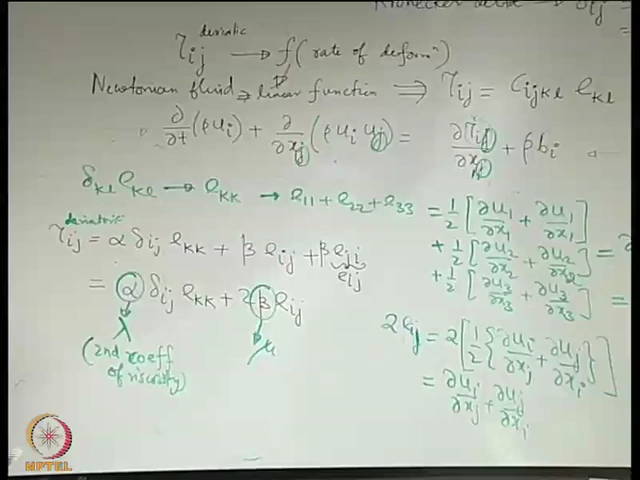 Kronecker delta → δij
τij deviatoric → f(rate of deformn)
Newtonian fluid → linear function ⇒ τij = Cijkl ekl
∂/∂t (ρui) + ∂/∂xj (ρui uj) = ∂τij/∂xj + ρbi
δkl ekl → ekk → e11 + e22 + e33 = 1/2 [∂u1/∂x1 + ∂u1/∂x1]
+ 1/2 [∂u2/∂x2 + ∂u2/∂x2] =
+ 1/2 [∂u3/∂x3 + ∂u3/∂x3] =
τij deviatoric = α δij ekk + β eij + β eji
eij
= α δij ekk + 2β eij
λ
μ
(2nd coeff
of viscosity)
2eij = 2[1/2 {∂ui/∂xj + ∂uj/∂xi}]
= ∂ui/∂xj + ∂uj/∂xi
NPTEL